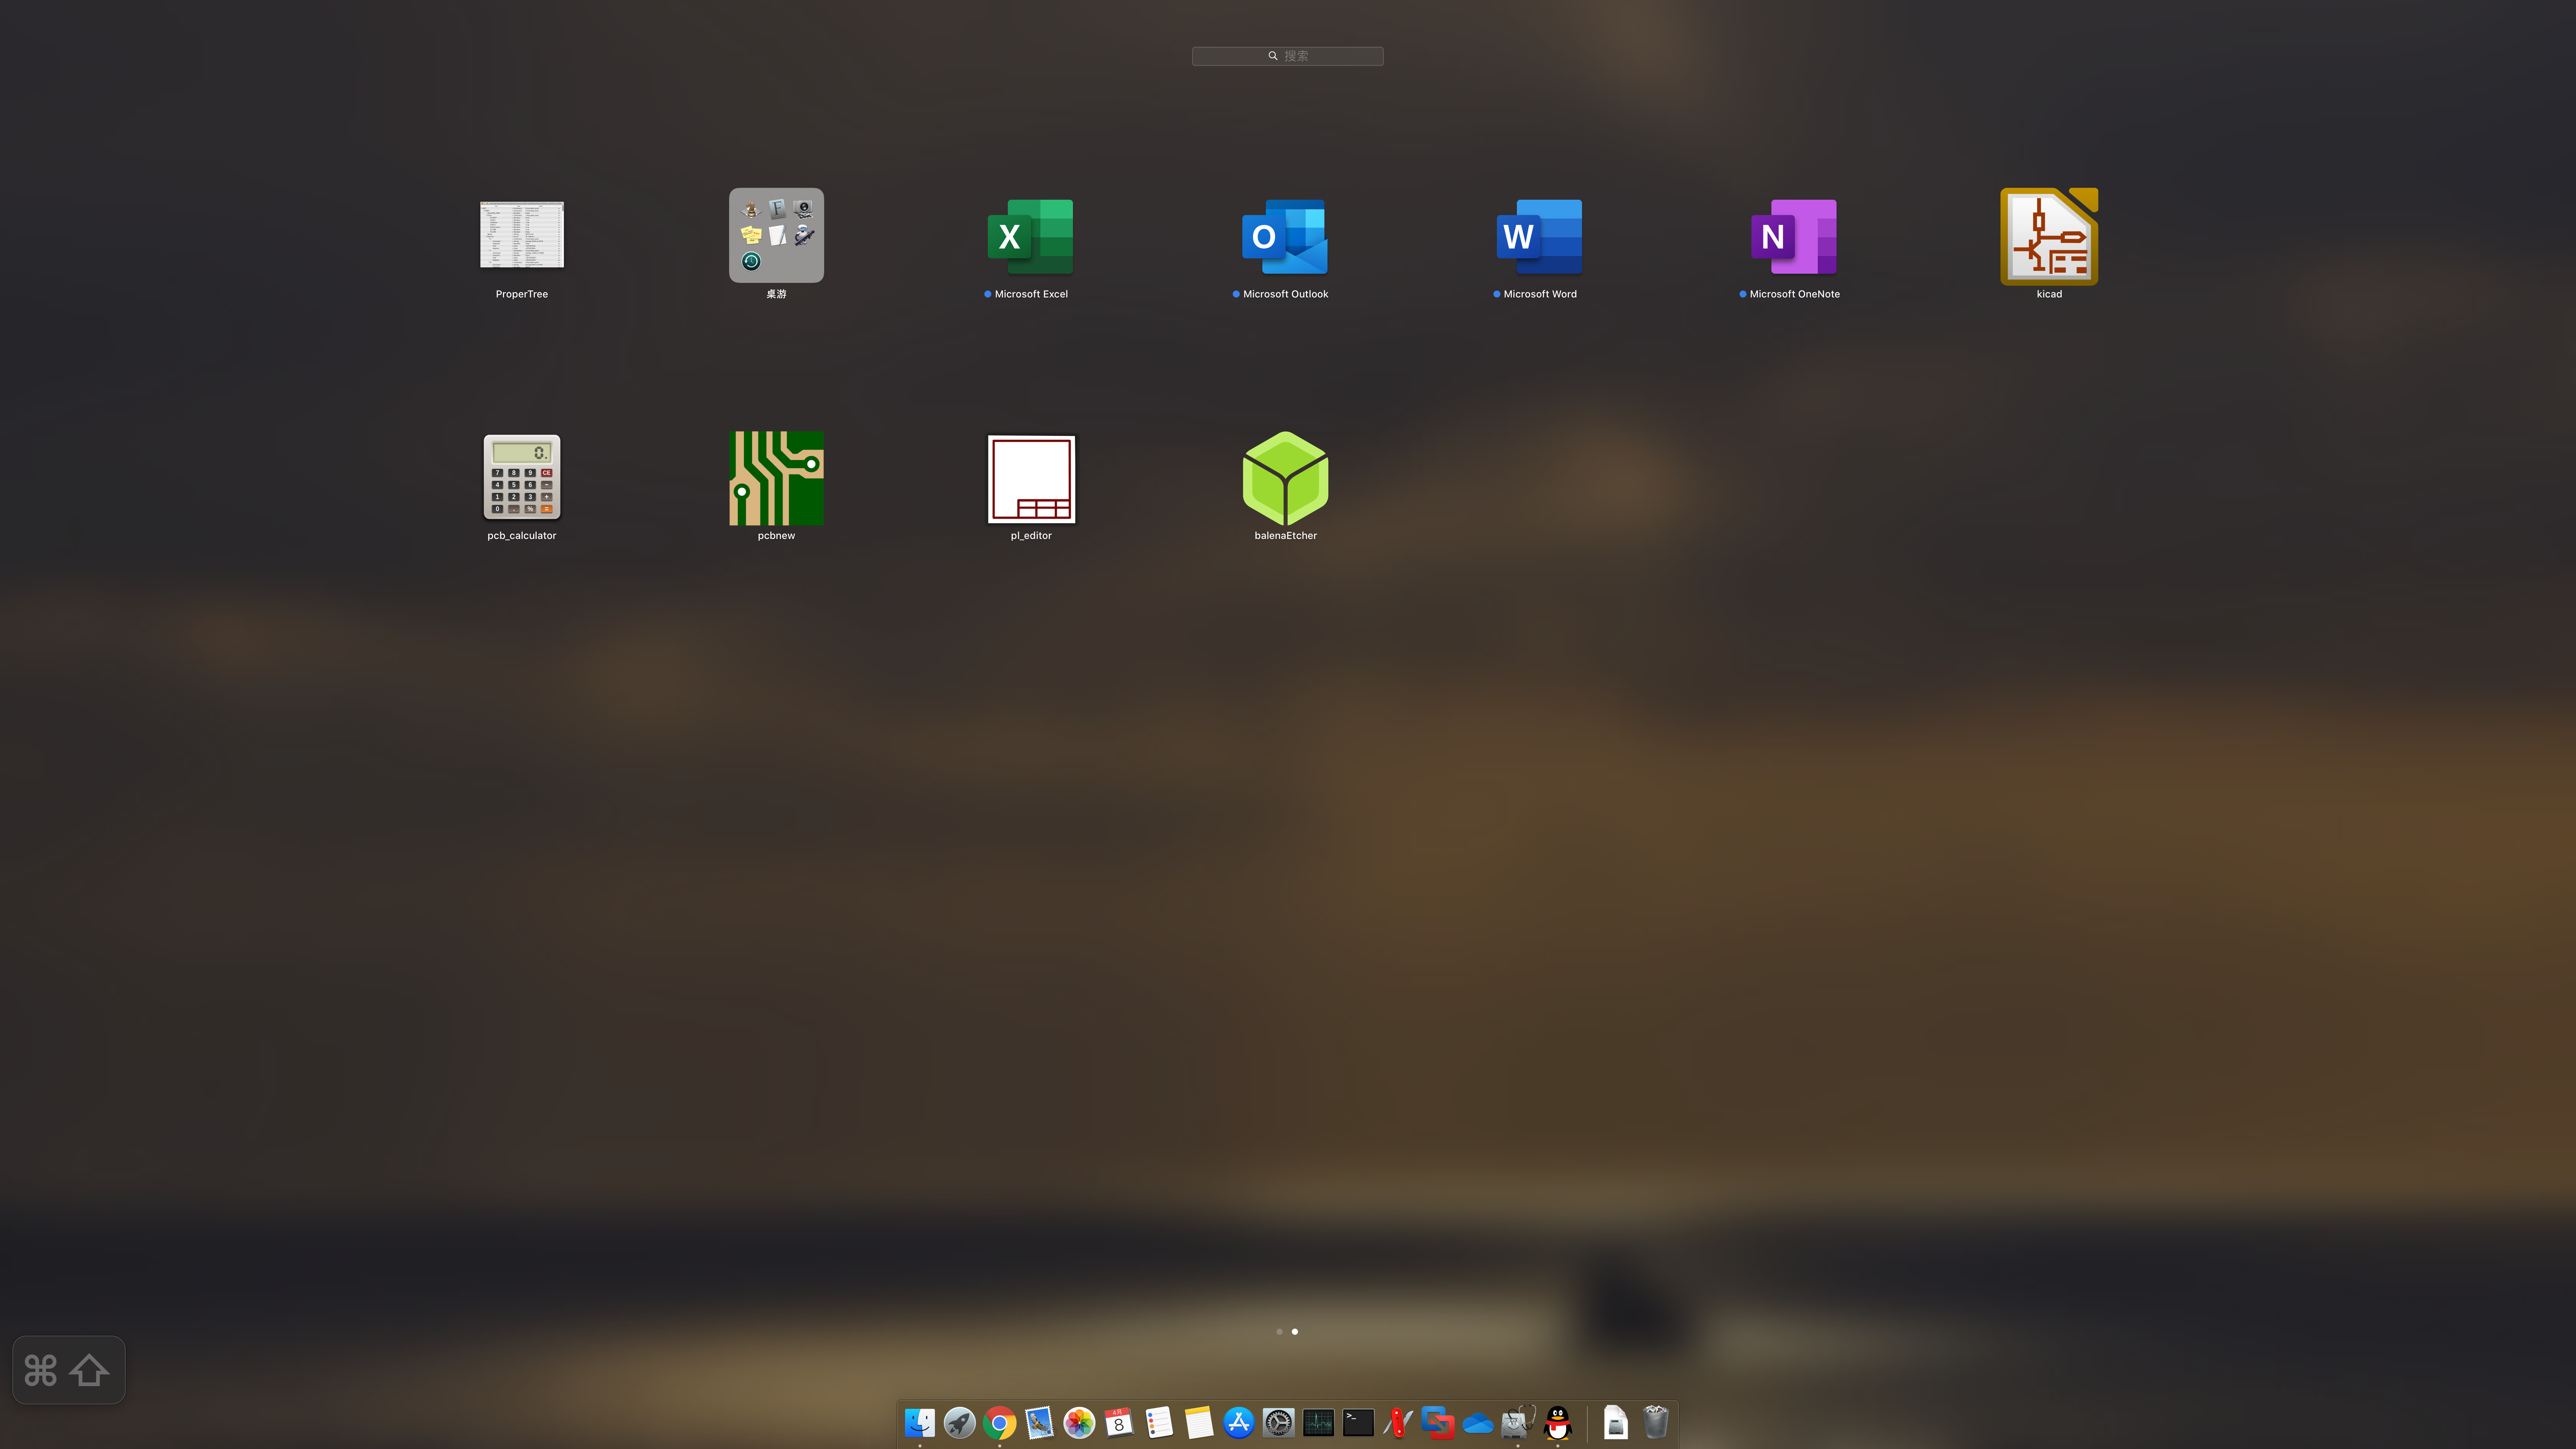 搜索
ProperTree
桌游
Microsoft Excel
Microsoft Outlook
Microsoft Word
Microsoft OneNote
kicad
pcb_calculator
pcbnew
pl_editor
balenaEtcher